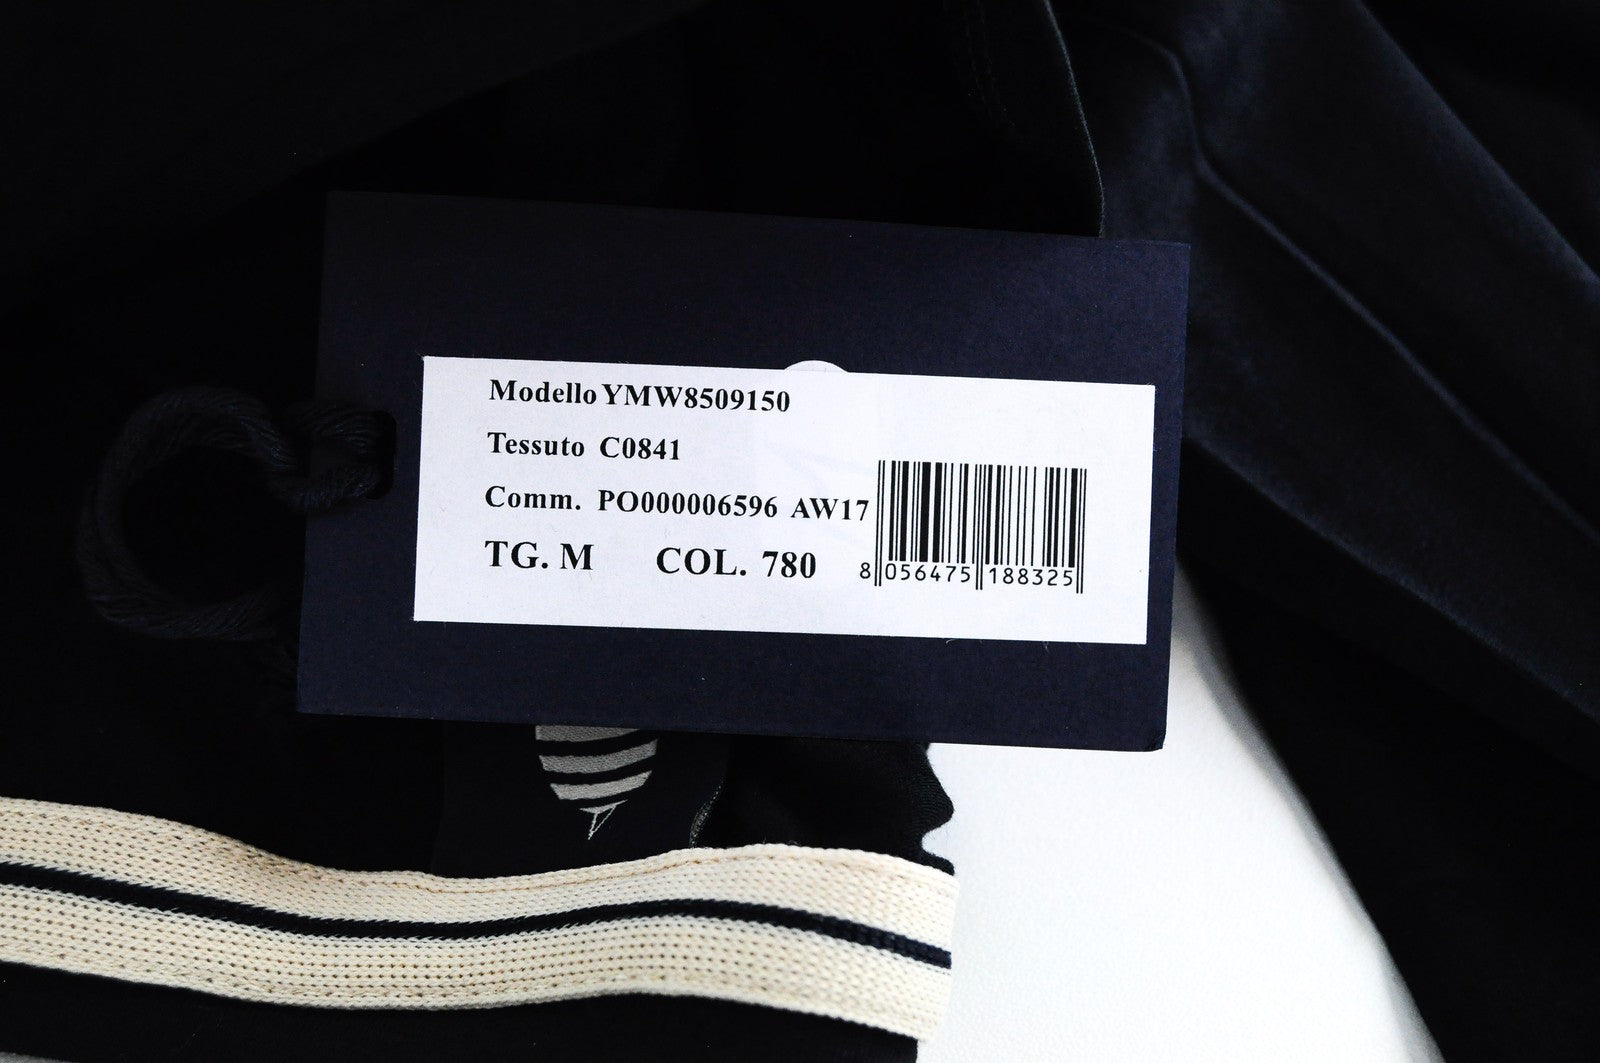 Modello YMW8509150
Tessuto C0841
Comm. PO000006596 AW17
TG. M COL. 780
8 056475 188325